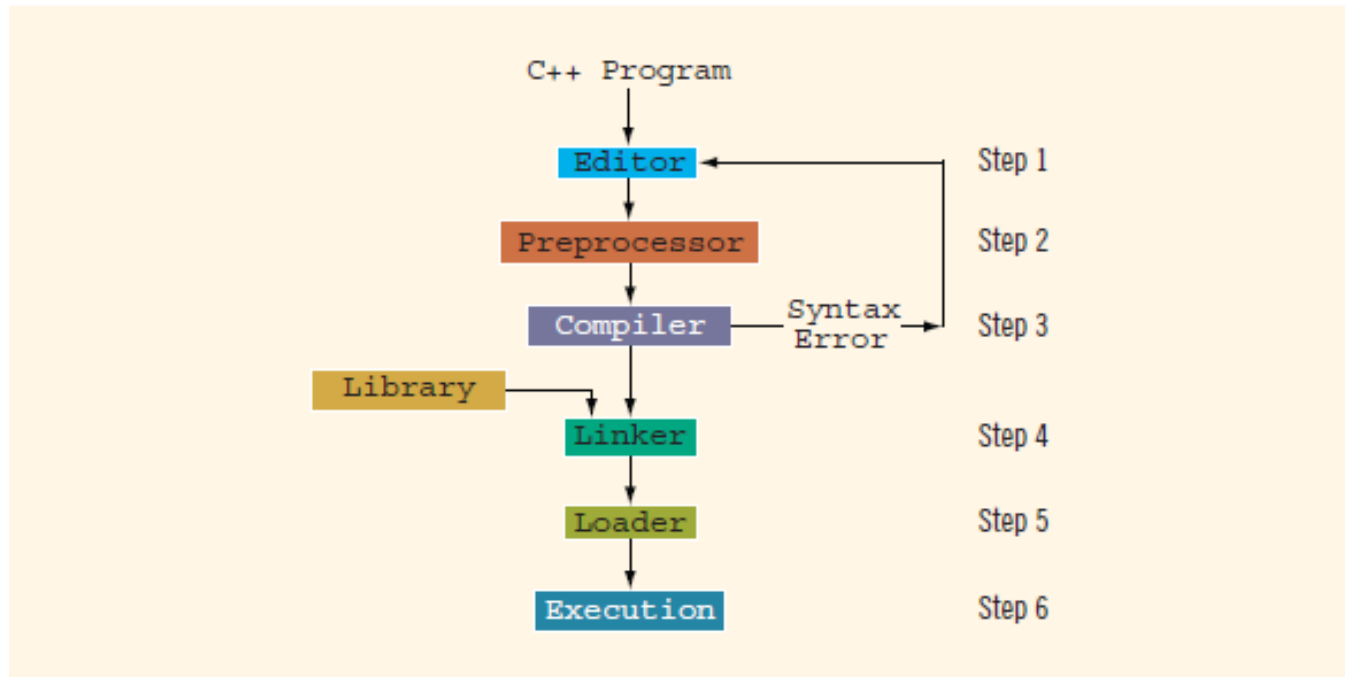 C++ Program
Editor
Step 1
Preprocessor
Step 2
Compiler
Syntax
Error
Step 3
Library
Linker
Step 4
Loader
Step 5
Execution
Step 6